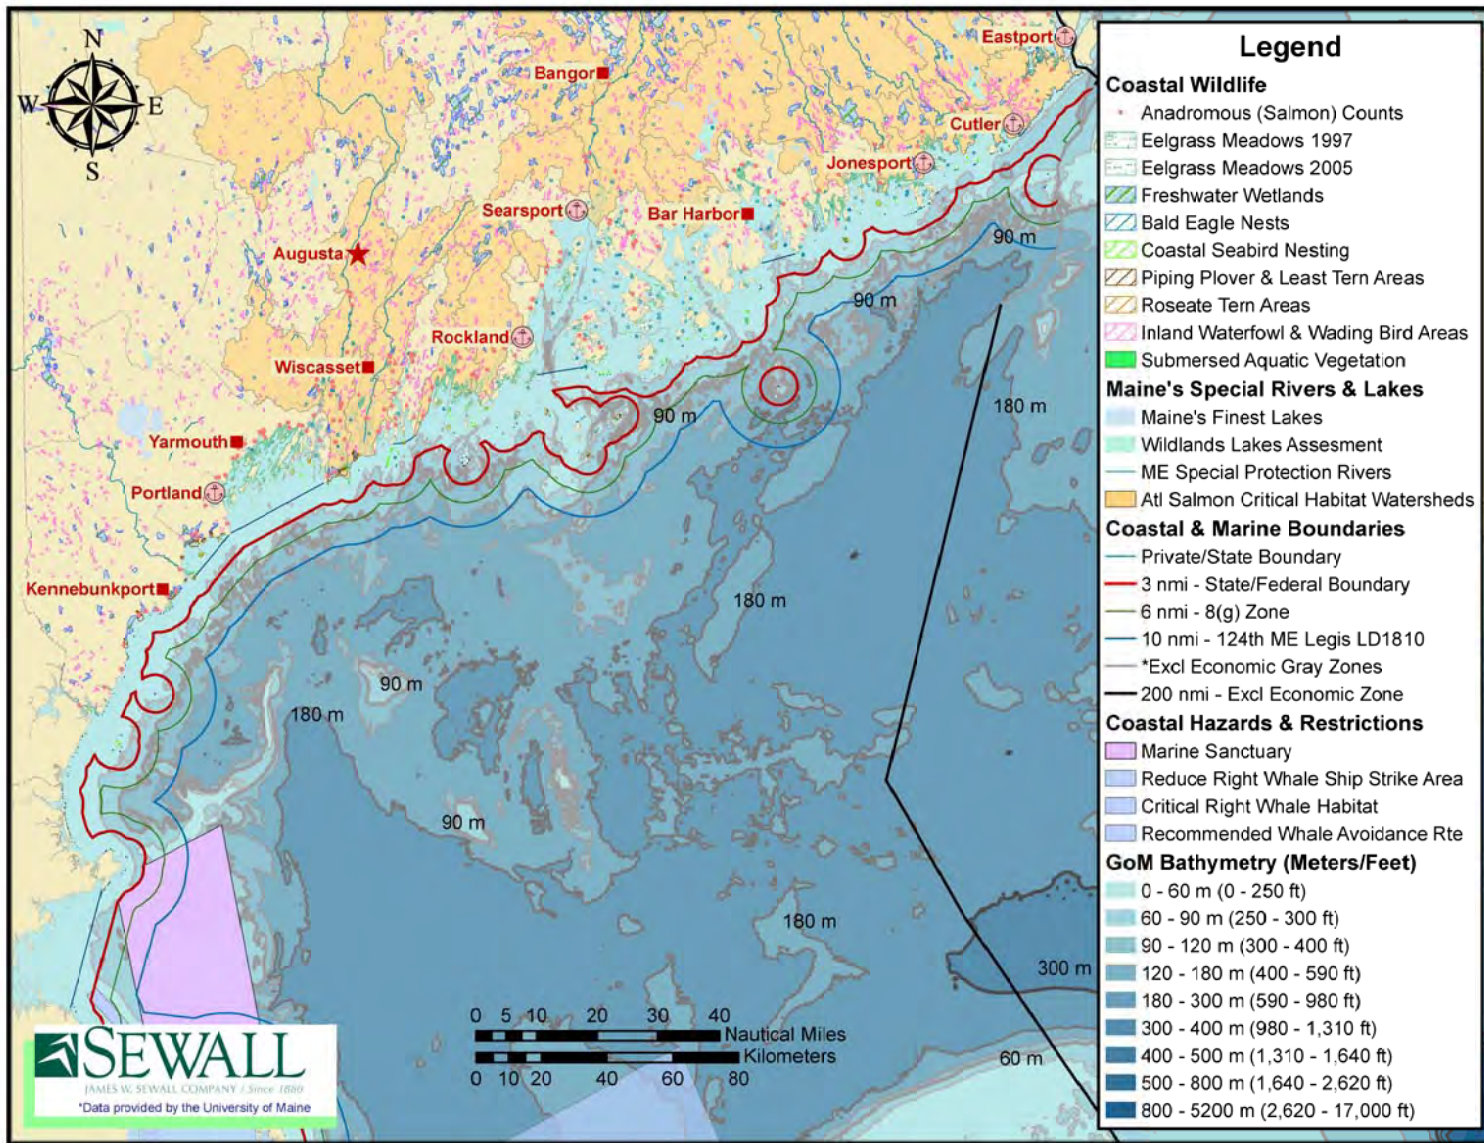 N
W
E
S
Eastport
Bangor
Cutler
Jonesport
Searsport
Bar Harbor
Augusta
90 m
90 m
Rockland
Wiscasset
180 m
90 m
Yarmouth
Portland
Kennebunkport
180 m
90 m
180 m
90 m
180 m
300 m
60 m
0 5 10 20 30 40
Nautical Miles
Kilometers
0 10 20 40 60 80
SEWALL
JAMES W. SEWALL COMPANY / Since 1880
*Data provided by the University of Maine
Legend
Coastal Wildlife
Anadromous (Salmon) Counts
Eelgrass Meadows 1997
Eelgrass Meadows 2005
Freshwater Wetlands
Bald Eagle Nests
Coastal Seabird Nesting
Piping Plover & Least Tern Areas
Roseate Tern Areas
Inland Waterfowl & Wading Bird Areas
Submersed Aquatic Vegetation
Maine's Special Rivers & Lakes
Maine's Finest Lakes
Wildlands Lakes Assesment
ME Special Protection Rivers
Atl Salmon Critical Habitat Watersheds
Coastal & Marine Boundaries
Private/State Boundary
3 nmi - State/Federal Boundary
6 nmi - 8(g) Zone
10 nmi - 124th ME Legis LD1810
*Excl Economic Gray Zones
200 nmi - Excl Economic Zone
Coastal Hazards & Restrictions
Marine Sanctuary
Reduce Right Whale Ship Strike Area
Critical Right Whale Habitat
Recommended Whale Avoidance Rte
GoM Bathymetry (Meters/Feet)
0 - 60 m (0 - 250 ft)
60 - 90 m (250 - 300 ft)
90 - 120 m (300 - 400 ft)
120 - 180 m (400 - 590 ft)
180 - 300 m (590 - 980 ft)
300 - 400 m (980 - 1,310 ft)
400 - 500 m (1,310 - 1,640 ft)
500 - 800 m (1,640 - 2,620 ft)
800 - 5200 m (2,620 - 17,000 ft)